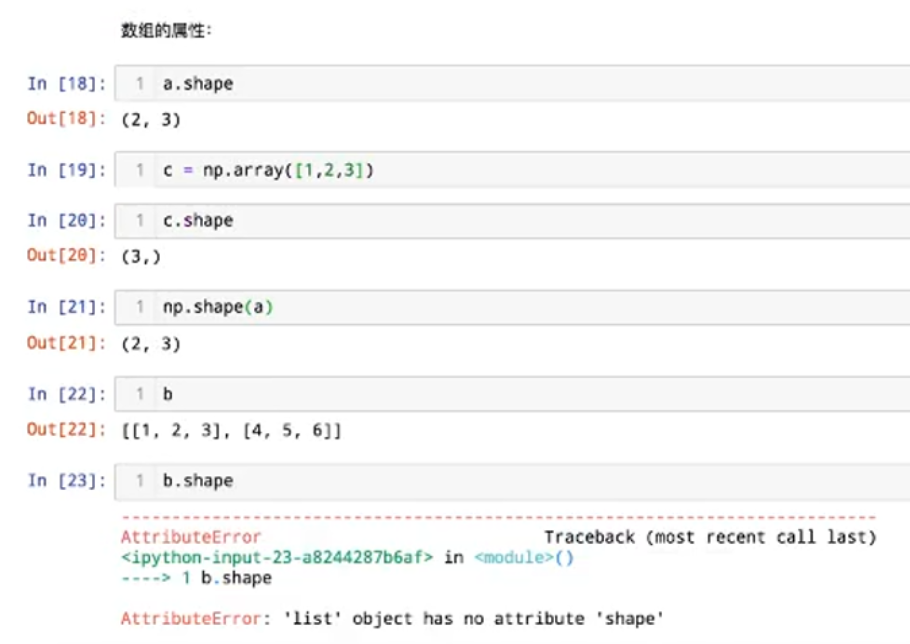 数组的属性:
In [18]: 1 a.shape
Out[18]: (2, 3)
In [19]: 1 c = np.array([1,2,3])
In [20]: 1 c.shape
Out[20]: (3,)
In [21]: 1 np.shape(a)
Out[21]: (2, 3)
In [22]: 1 b
Out[22]: [[1, 2, 3], [4, 5, 6]]
In [23]: 1 b.shape
---------------------------------------------------------------------------
AttributeError Traceback (most recent call last)
<ipython-input-23-a8244287b6af> in <module>()
----> 1 b.shape
AttributeError: 'list' object has no attribute 'shape'